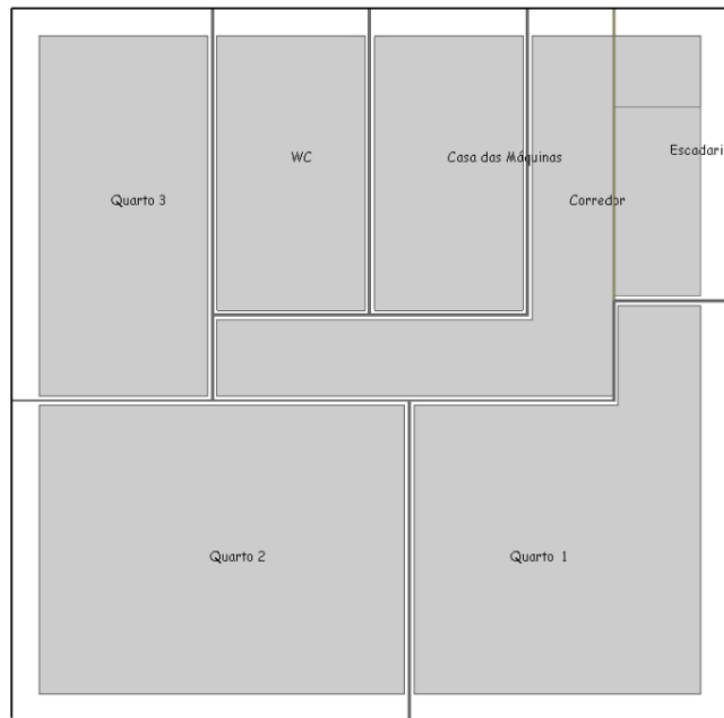 WC
Casa das Máquinas
Escadari
Quarto 3
Corredor
Quarto 2
Quarto 1